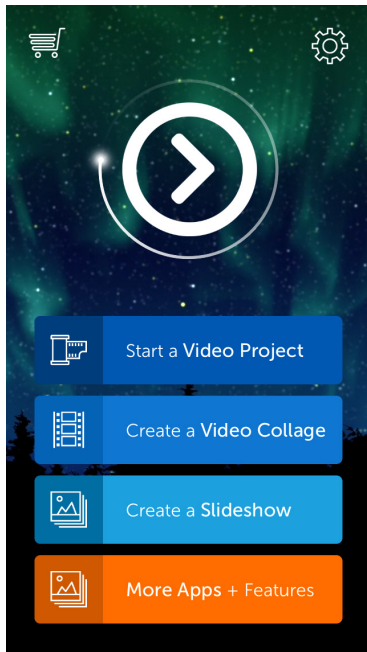 Start a Video Project
Create a Video Collage
Create a Slideshow
More Apps + Features